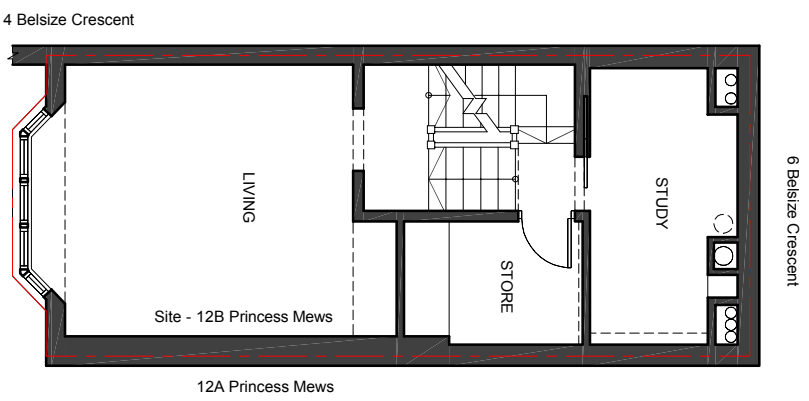 4 Belsize Crescent
LIVING
STUDY
6 Belsize Crescent
STORE
Site - 12B Princess Mews
12A Princess Mews